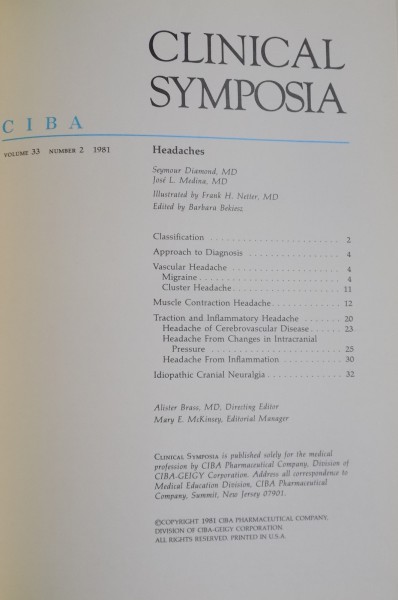 CLINICAL
SYMPOSIA
CIBA
VOLUME 33 NUMBER 2 1981
Headaches
Seymour Diamond, MD
José L. Medina, MD
Illustrated by Frank H. Netter, MD
Edited by Barbara Bekiesz
Classification . . . . . . . . . . . . . . . . . . . . . . . 2
Approach to Diagnosis . . . . . . . . . . . . . . . . . 4
Vascular Headache . . . . . . . . . . . . . . . . . . . 4
Migraine . . . . . . . . . . . . . . . . . . . . . . . . 4
Cluster Headache . . . . . . . . . . . . . . . . . . 11
Muscle Contraction Headache . . . . . . . . . . . . 12
Traction and Inflammatory Headache . . . . . . . 20
Headache of Cerebrovascular Disease . . . . . . 23
Headache From Changes in Intracranial
Pressure . . . . . . . . . . . . . . . . . . . . . . 25
Headache From Inflammation . . . . . . . . . . 30
Idiopathic Cranial Neuralgia . . . . . . . . . . . . . 32
Alister Brass, MD, Directing Editor
Mary E. McKinsey, Editorial Manager
CLINICAL SYMPOSIA is published solely for the medical
profession by CIBA Pharmaceutical Company, Division of
CIBA-GEIGY Corporation. Address all correspondence to
Medical Education Division, CIBA Pharmaceutical
Company, Summit, New Jersey 07901.
©COPYRIGHT 1981 CIBA PHARMACEUTICAL COMPANY,
DIVISION OF CIBA-GEIGY CORPORATION.
ALL RIGHTS RESERVED. PRINTED IN U.S.A.